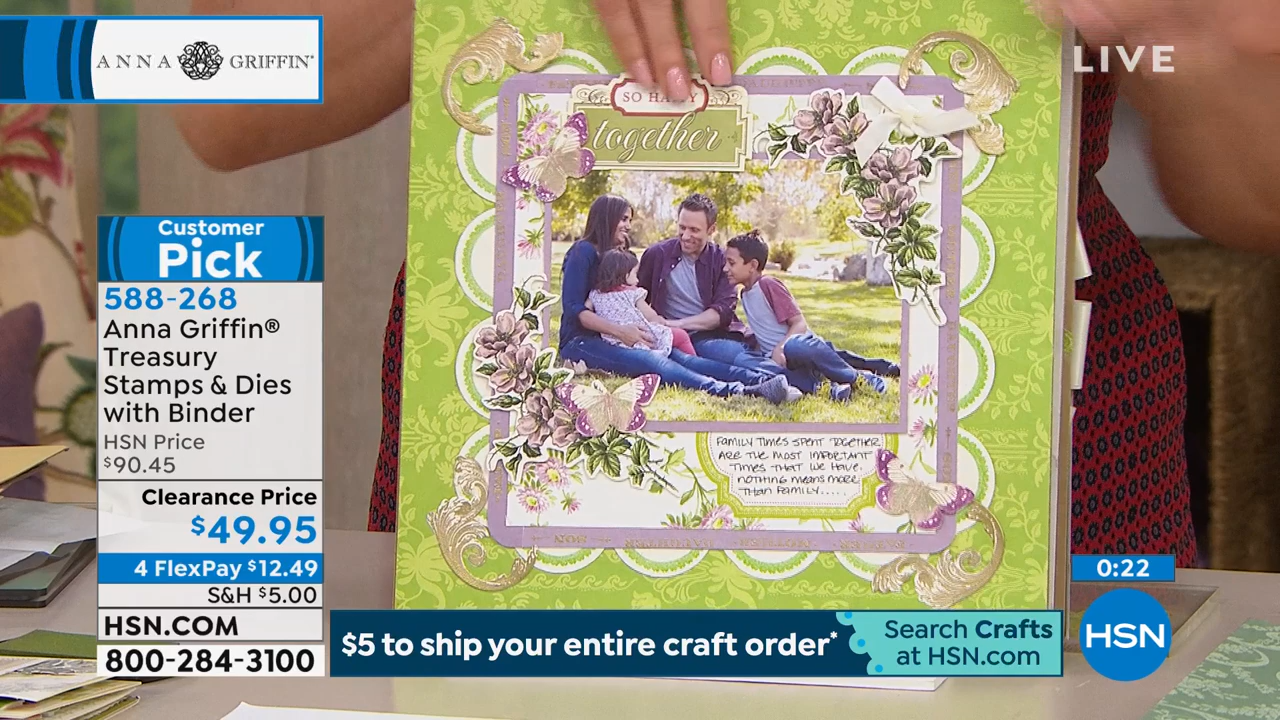 ANNA GRIFFIN®
LIVE
SO HAPPY
together
Customer
Pick
588-268
Anna Griffin®
Treasury
Stamps & Dies
with Binder
HSN Price
$90.45
Clearance Price
$49.95
4 FlexPay $12.49
S&H $5.00
HSN.COM
800-284-3100
FAMILY TIMES SPENT TOGETHER
ARE THE MOST IMPORTANT
TIMES THAT WE HAVE.
NOTHING MEANS MORE
THAN FAMILY.....
0:22
$5 to ship your entire craft order*
Search Crafts
at HSN.com
HSN